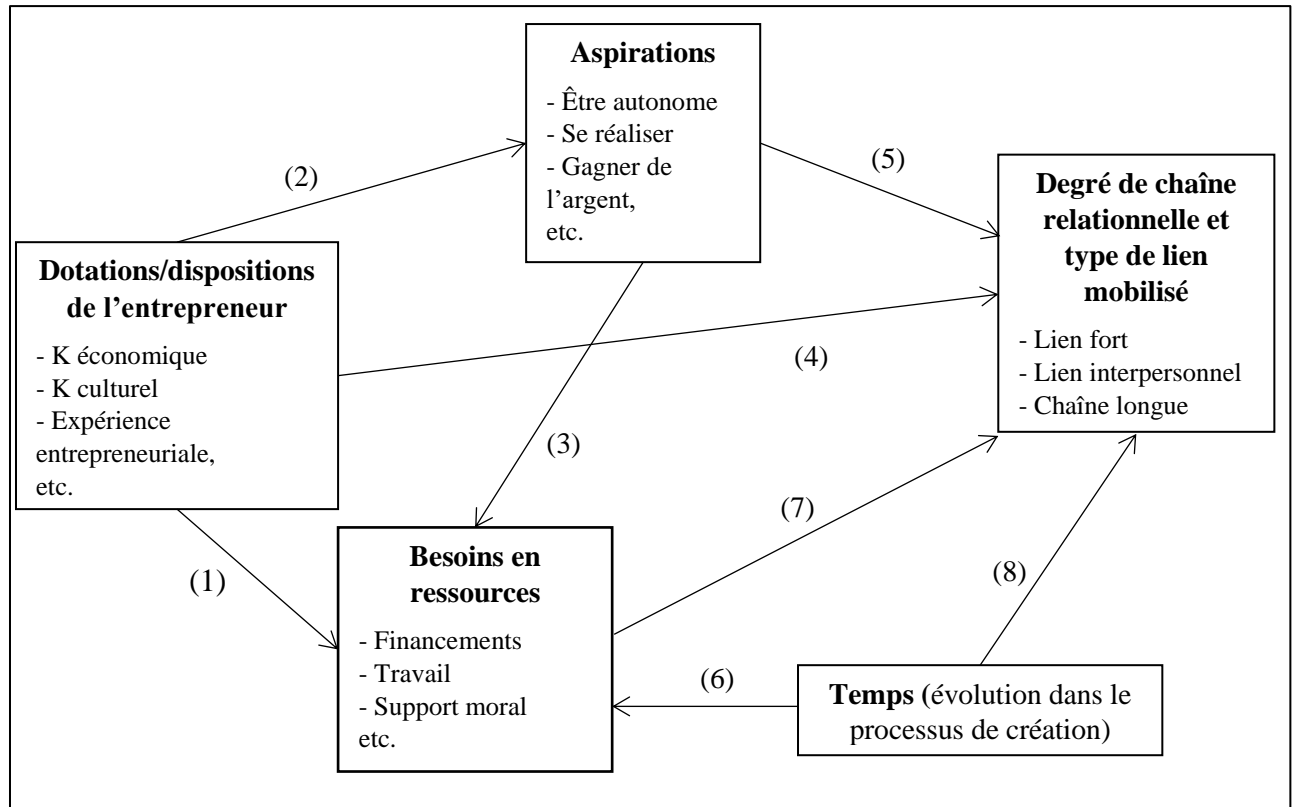 Aspirations
- Être autonome
- Se réaliser
- Gagner de
l'argent,
etc.
(2)
(5)
Degré de chaîne
relationnelle et
type de lien
mobilisé
- Lien fort
- Lien interpersonnel
- Chaîne longue
Dotations/dispositions
de l'entrepreneur
- K économique
- K culturel
- Expérience
entrepreneuriale,
etc.
(4)
(3)
(7)
(1)
Besoins en
ressources
- Financements
- Travail
- Support moral
etc.
(8)
(6)
Temps (évolution dans le
processus de création)